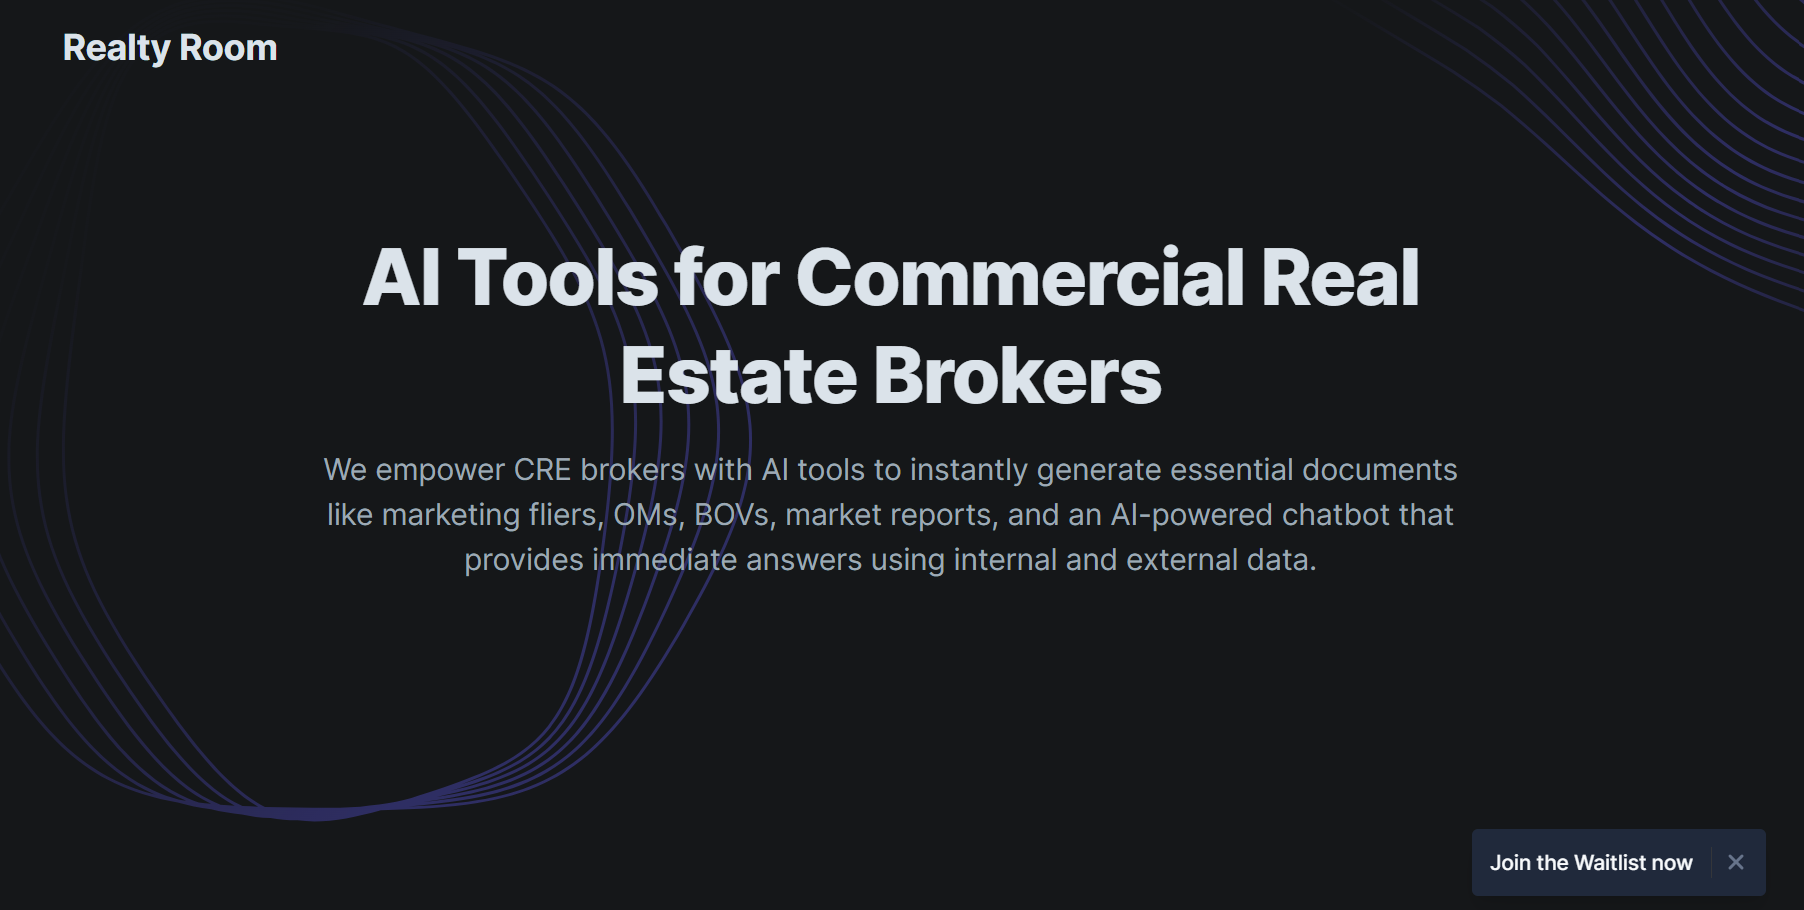 Realty Room
AI Tools for Commercial Real
Estate Brokers
We empower CRE brokers with AI tools to instantly generate essential documents
like marketing fliers, OMs, BOVs, market reports, and an AI-powered chatbot that
provides immediate answers using internal and external data.
Join the Waitlist now